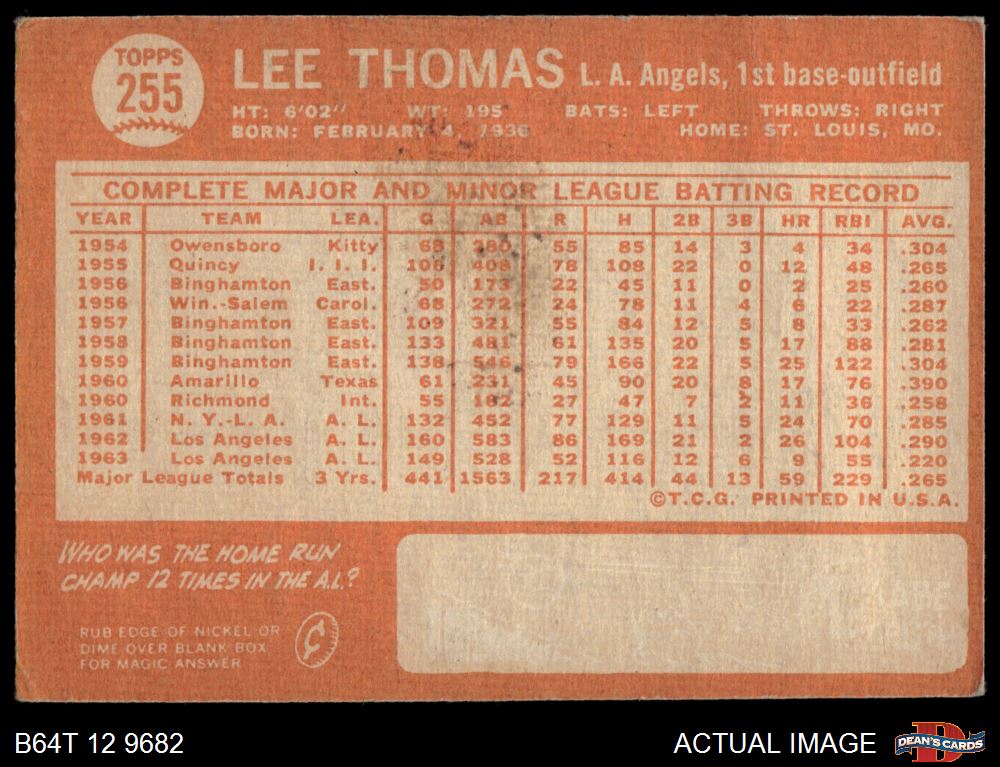 TOPPS
255
LEE THOMAS L. A. Angels, 1st base-outfield
HT: 6'02" WT: 195 BATS: LEFT THROWS: RIGHT
BORN: FEBRUARY 4, 1936 HOME: ST. LOUIS, MO.
COMPLETE MAJOR AND MINOR LEAGUE BATTING RECORD
YEAR TEAM LEA. G AB R H 2B 3B HR RBI AVG.
1954 Owensboro Kitty 68 280 55 85 14 3 4 34 .304
1955 Quincy I. I. I. 106 408 78 108 22 0 12 48 .265
1956 Binghamton East. 50 173 22 45 11 0 2 25 .260
1956 Win.-Salem Carol. 68 272 24 78 11 4 6 22 .287
1957 Binghamton East. 109 321 55 84 12 5 8 33 .262
1958 Binghamton East. 133 481 61 135 20 5 17 88 .281
1959 Binghamton East. 138 546 79 166 22 5 25 122 .304
1960 Amarillo Texas 61 231 45 90 20 8 17 76 .390
1960 Richmond Int. 55 182 27 47 7 2 11 36 .258
1961 N. Y.-L. A. A. L. 132 452 77 129 11 5 24 70 .285
1962 Los Angeles A. L. 160 583 86 169 21 2 26 104 .290
1963 Los Angeles A. L. 149 528 52 116 12 6 9 55 .220
Major League Totals 3 Yrs. 441 1563 217 414 44 13 59 229 .265
©T.C.G. PRINTED IN U.S.A.
WHO WAS THE HOME RUN
CHAMP 12 TIMES IN THE A.L.?
RUB EDGE OF NICKEL OR
DIME OVER BLANK BOX
FOR MAGIC ANSWER
¢
B64T 12 9682
ACTUAL IMAGE
D
DEAN'S CARDS